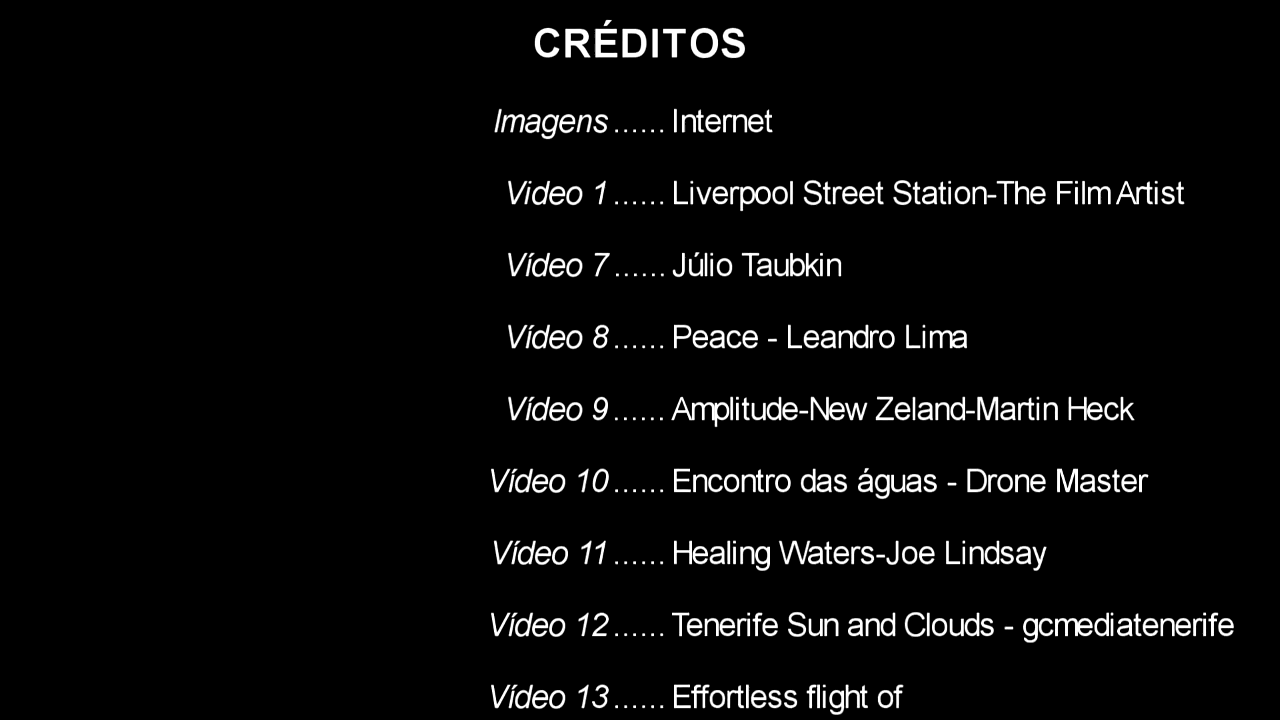 CRÉDITOS
Imagens ...... Internet
Video 1 ...... Liverpool Street Station-The Film Artist
Vídeo 7 ...... Júlio Taubkin
Vídeo 8 ...... Peace - Leandro Lima
Vídeo 9 ...... Amplitude-New Zeland-Martin Heck
Vídeo 10 ...... Encontro das águas - Drone Master
Vídeo 11 ...... Healing Waters-Joe Lindsay
Vídeo 12 ...... Tenerife Sun and Clouds - gcmediatenerife
Vídeo 13 ...... Effortless flight of